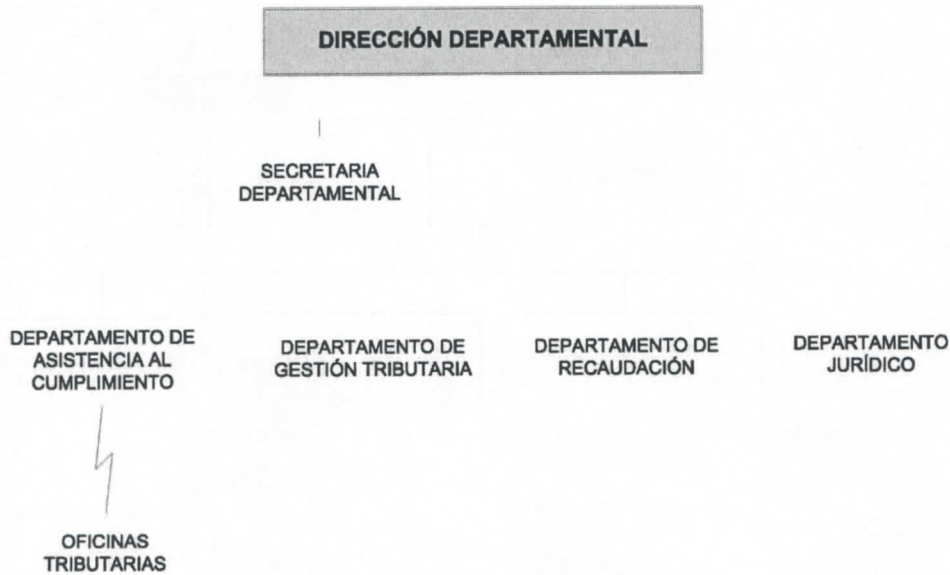 DIRECCIÓN DEPARTAMENTAL
SECRETARIA
DEPARTAMENTAL
DEPARTAMENTO DE
ASISTENCIA AL
CUMPLIMIENTO
DEPARTAMENTO DE
GESTIÓN TRIBUTARIA
DEPARTAMENTO DE
RECAUDACIÓN
DEPARTAMENTO
JURÍDICO
OFICINAS
TRIBUTARIAS